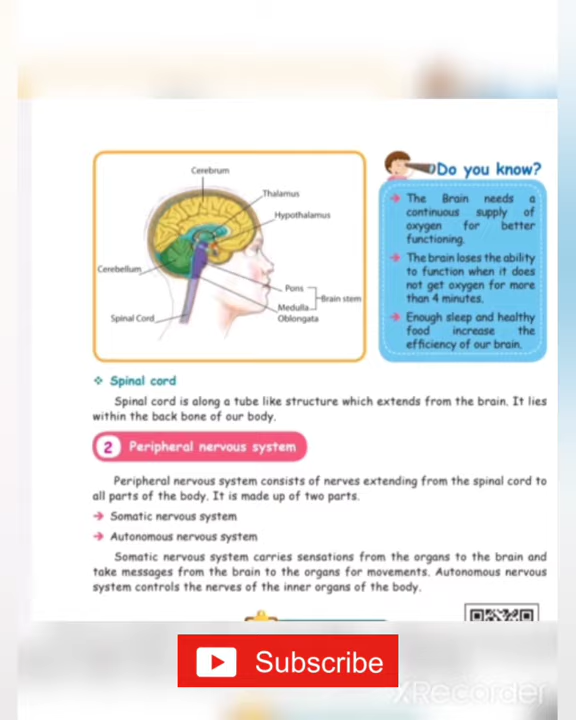 Cerebrum
Thalamus
Hypothalamus
Cerebellum
Pons
Brain stem
Medulla
Oblongata
Spinal Cord
Do you know?
➔ The Brain needs a
continuous supply of
oxygen for better
functioning.
➔ The brain loses the ability
to function when it does
not get oxygen for more
than 4 minutes.
➔ Enough sleep and healthy
food increase the
efficiency of our brain.
❖ Spinal cord
Spinal cord is along a tube like structure which extends from the brain. It lies
within the back bone of our body.
2 Peripheral nervous system
Peripheral nervous system consists of nerves extending from the spinal cord to
all parts of the body. It is made up of two parts.
➔ Somatic nervous system
➔ Autonomous nervous system
Somatic nervous system carries sensations from the organs to the brain and
take messages from the brain to the organs for movements. Autonomous nervous
system controls the nerves of the inner organs of the body.
Subscribe
XRecorder